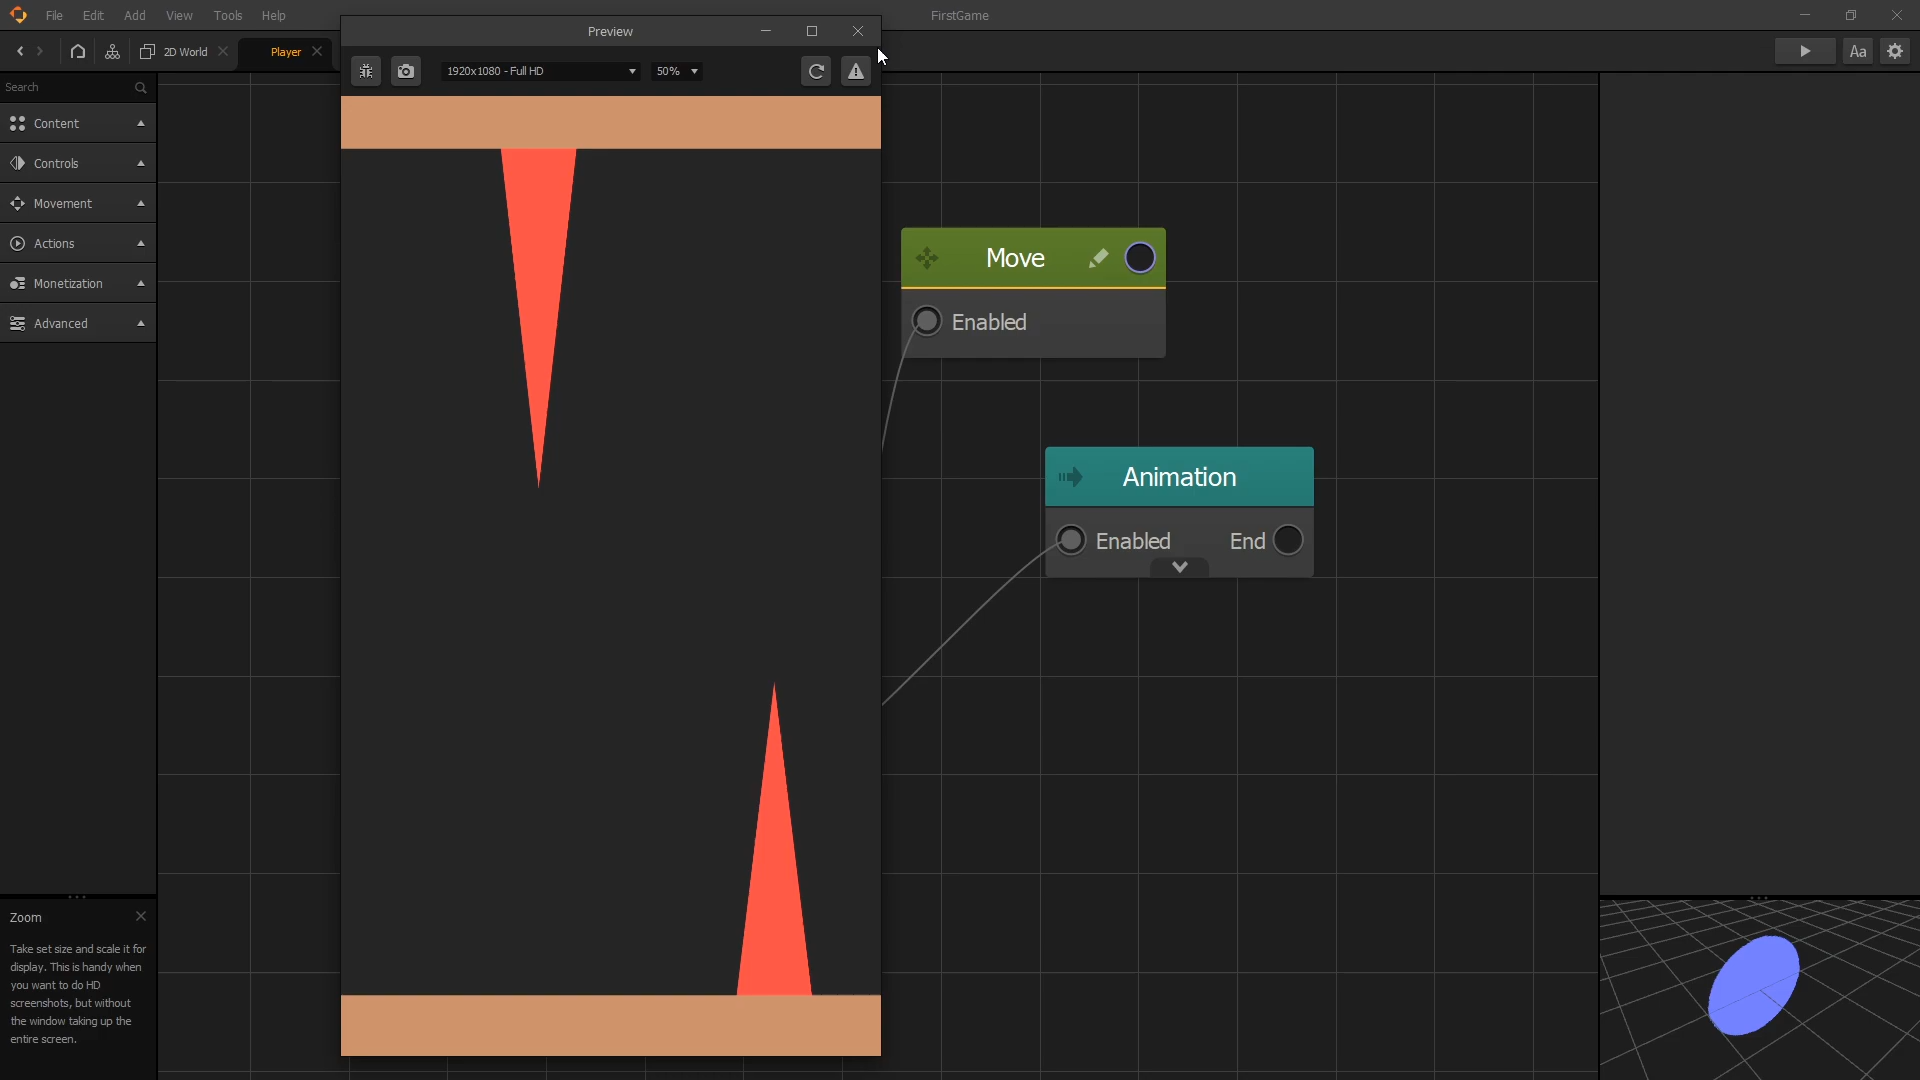 File Edit Add View Tools Help
Preview
FirstGame
2D World
Player
1920x1080 - Full HD
50%
Aa
Search
Content
Controls
Movement
Actions
Monetization
Advanced
Move
Enabled
Animation
Enabled End
Zoom
Take set size and scale it for
display. This is handy when
you want to do HD
screenshots, but without
the window taking up the
entire screen.